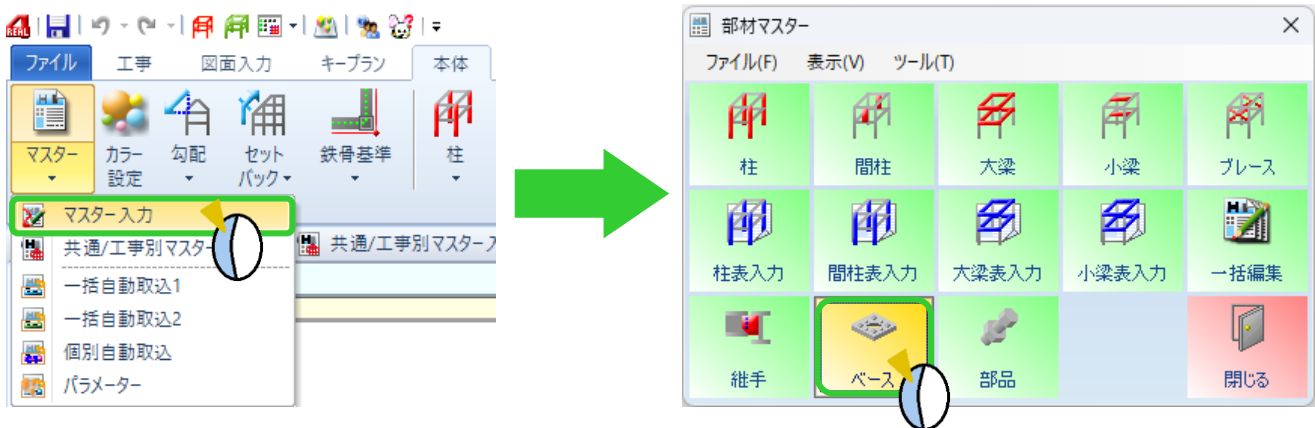 REAL
ファイル 工事 図面入力 キープラン 本体
マスター カラー設定 勾配 セットバック 鉄骨基準 柱
マスター入力
共通/工事別マスター
共通/工事別マスター入
一括自動取込1
一括自動取込2
個別自動取込
パラメーター
部材マスター
ファイル(F) 表示(V) ツール(T)
柱 間柱 大梁 小梁 ブレース
柱表入力 間柱表入力 大梁表入力 小梁表入力 一括編集
継手 ベース 部品 閉じる